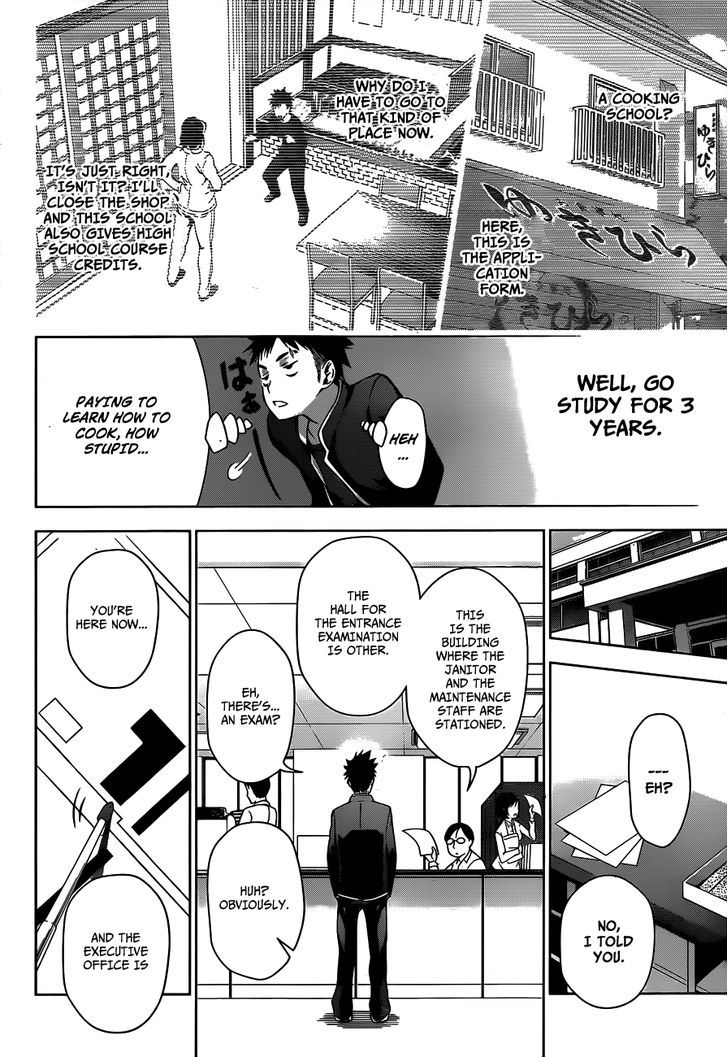 A COOKING
SCHOOL?
ゆきひら
HERE,
THIS IS
THE APPLI-
CATION
FORM.
ゆきひら
WHY DO I
HAVE TO GO TO
THAT KIND OF
PLACE NOW.
IT'S JUST RIGHT,
ISN'T IT? I'LL
CLOSE THE SHOP
AND THIS SCHOOL
ALSO GIVES HIGH
SCHOOL COURSE
CREDITS.
WELL, GO
STUDY FOR 3
YEARS.
HEH
...
はぁ
PAYING TO
LEARN HOW TO
COOK, HOW
STUPID...
---
EH?
NO,
I TOLD
YOU.
THIS
IS THE
BUILDING
WHERE THE
JANITOR
AND THE
MAINTENANCE
STAFF ARE
STATIONED.
THE
HALL FOR
THE ENTRANCE
EXAMINATION
IS OTHER.
EH,
THERE'S...
AN EXAM?
HUH?
OBVIOUSLY.
YOU'RE
HERE NOW...
AND THE
EXECUTIVE
OFFICE IS